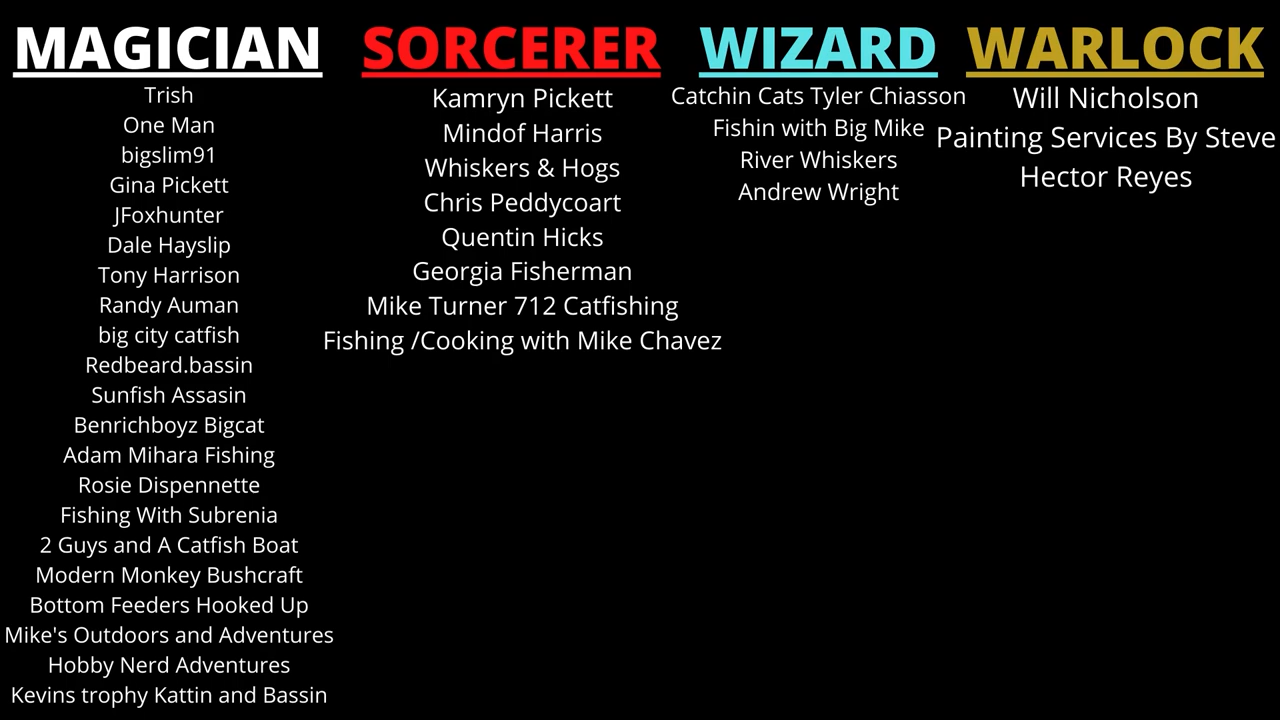 MAGICIAN
Trish
One Man
bigslim91
Gina Pickett
JFoxhunter
Dale Hayslip
Tony Harrison
Randy Auman
big city catfish
Redbeard.bassin
Sunfish Assasin
Benrichboyz Bigcat
Adam Mihara Fishing
Rosie Dispennette
Fishing With Subrenia
2 Guys and A Catfish Boat
Modern Monkey Bushcraft
Bottom Feeders Hooked Up
Mike's Outdoors and Adventures
Hobby Nerd Adventures
Kevins trophy Kattin and Bassin
SORCERER
Kamryn Pickett
Mindof Harris
Whiskers & Hogs
Chris Peddycoart
Quentin Hicks
Georgia Fisherman
Mike Turner 712 Catfishing
Fishing /Cooking with Mike Chavez
WIZARD
Catchin Cats Tyler Chiasson
Fishin with Big Mike
River Whiskers
Andrew Wright
WARLOCK
Will Nicholson
Painting Services By Steve
Hector Reyes